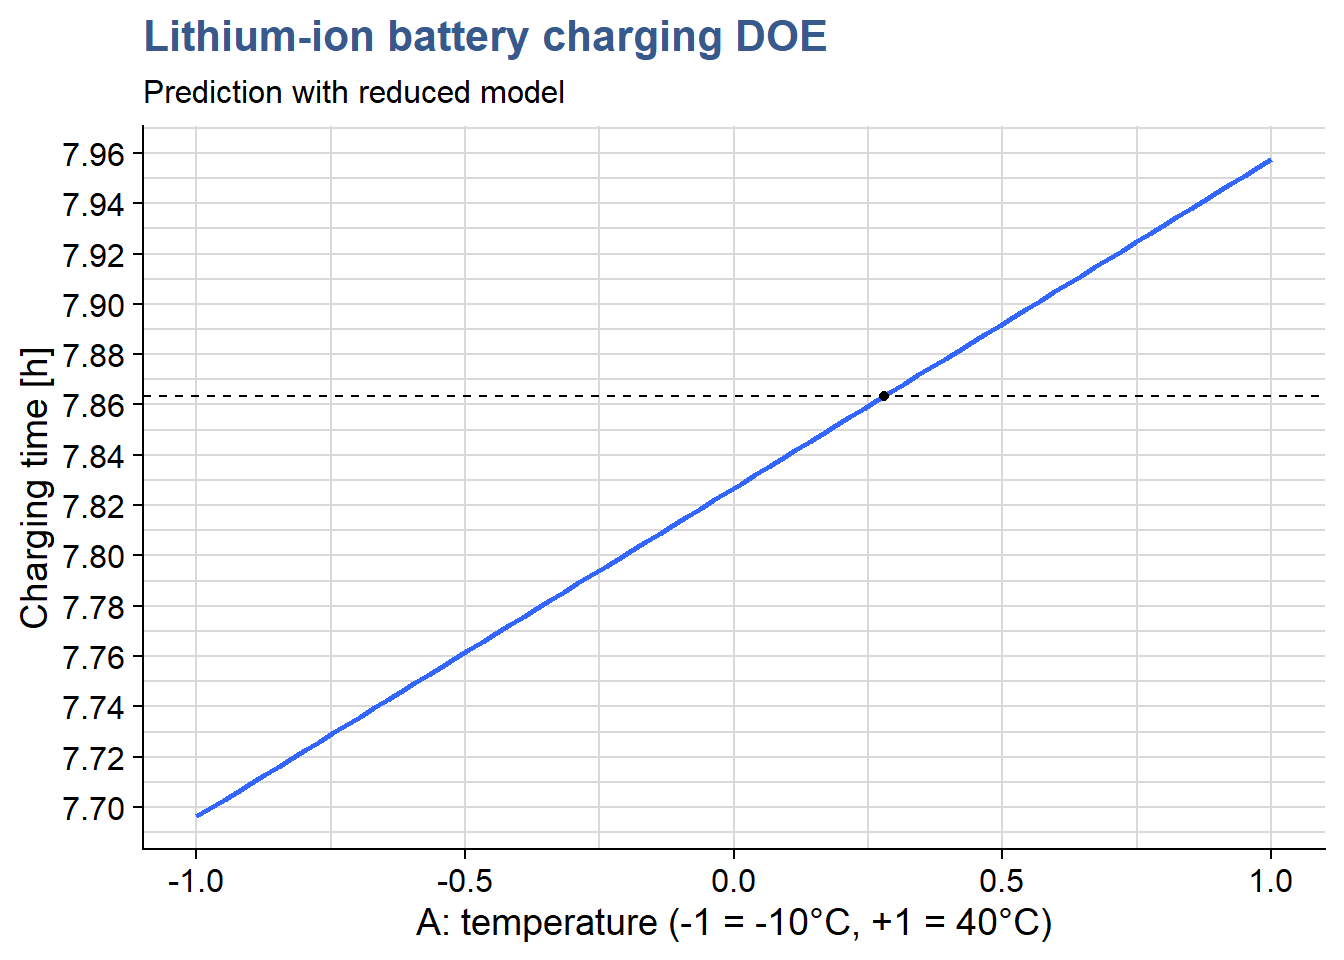 Lithium-ion battery charging DOE
Prediction with reduced model
Charging time [h]
7.96
7.94
7.92
7.90
7.88
7.86
7.84
7.82
7.80
7.78
7.76
7.74
7.72
7.70
-1.0 -0.5 0.0 0.5 1.0
A: temperature (-1 = -10°C, +1 = 40°C)